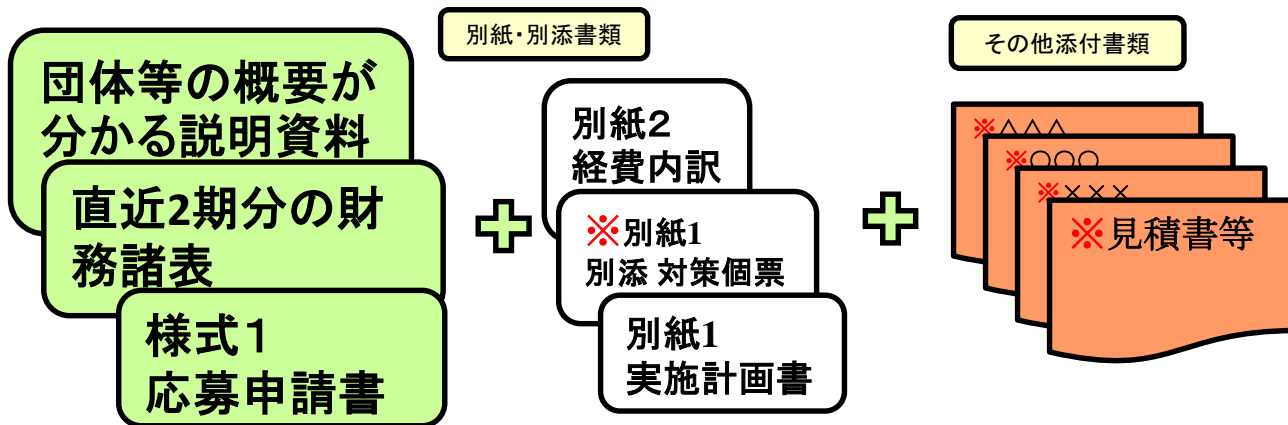 別紙・別添書類
その他添付書類
団体等の概要が
分かる説明資料
直近2期分の財
務諸表
様式１
応募申請書
別紙２
経費内訳
※別紙1
別添 対策個票
別紙1
実施計画書
※△△△
※○○○
※×××
※見積書等